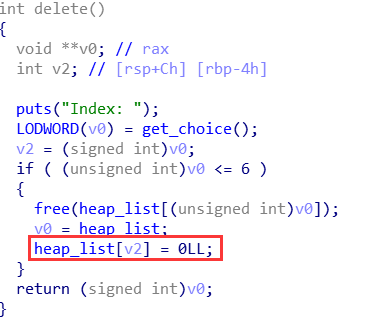 int delete()
{
void **v0; // rax
int v2; // [rsp+Ch] [rbp-4h]
puts("Index: ");
LODWORD(v0) = get_choice();
v2 = (signed int)v0;
if ( (unsigned int)v0 <= 6 )
{
free(heap_list[(unsigned int)v0]);
v0 = heap_list;
heap_list[v2] = 0LL;
}
return (signed int)v0;
}